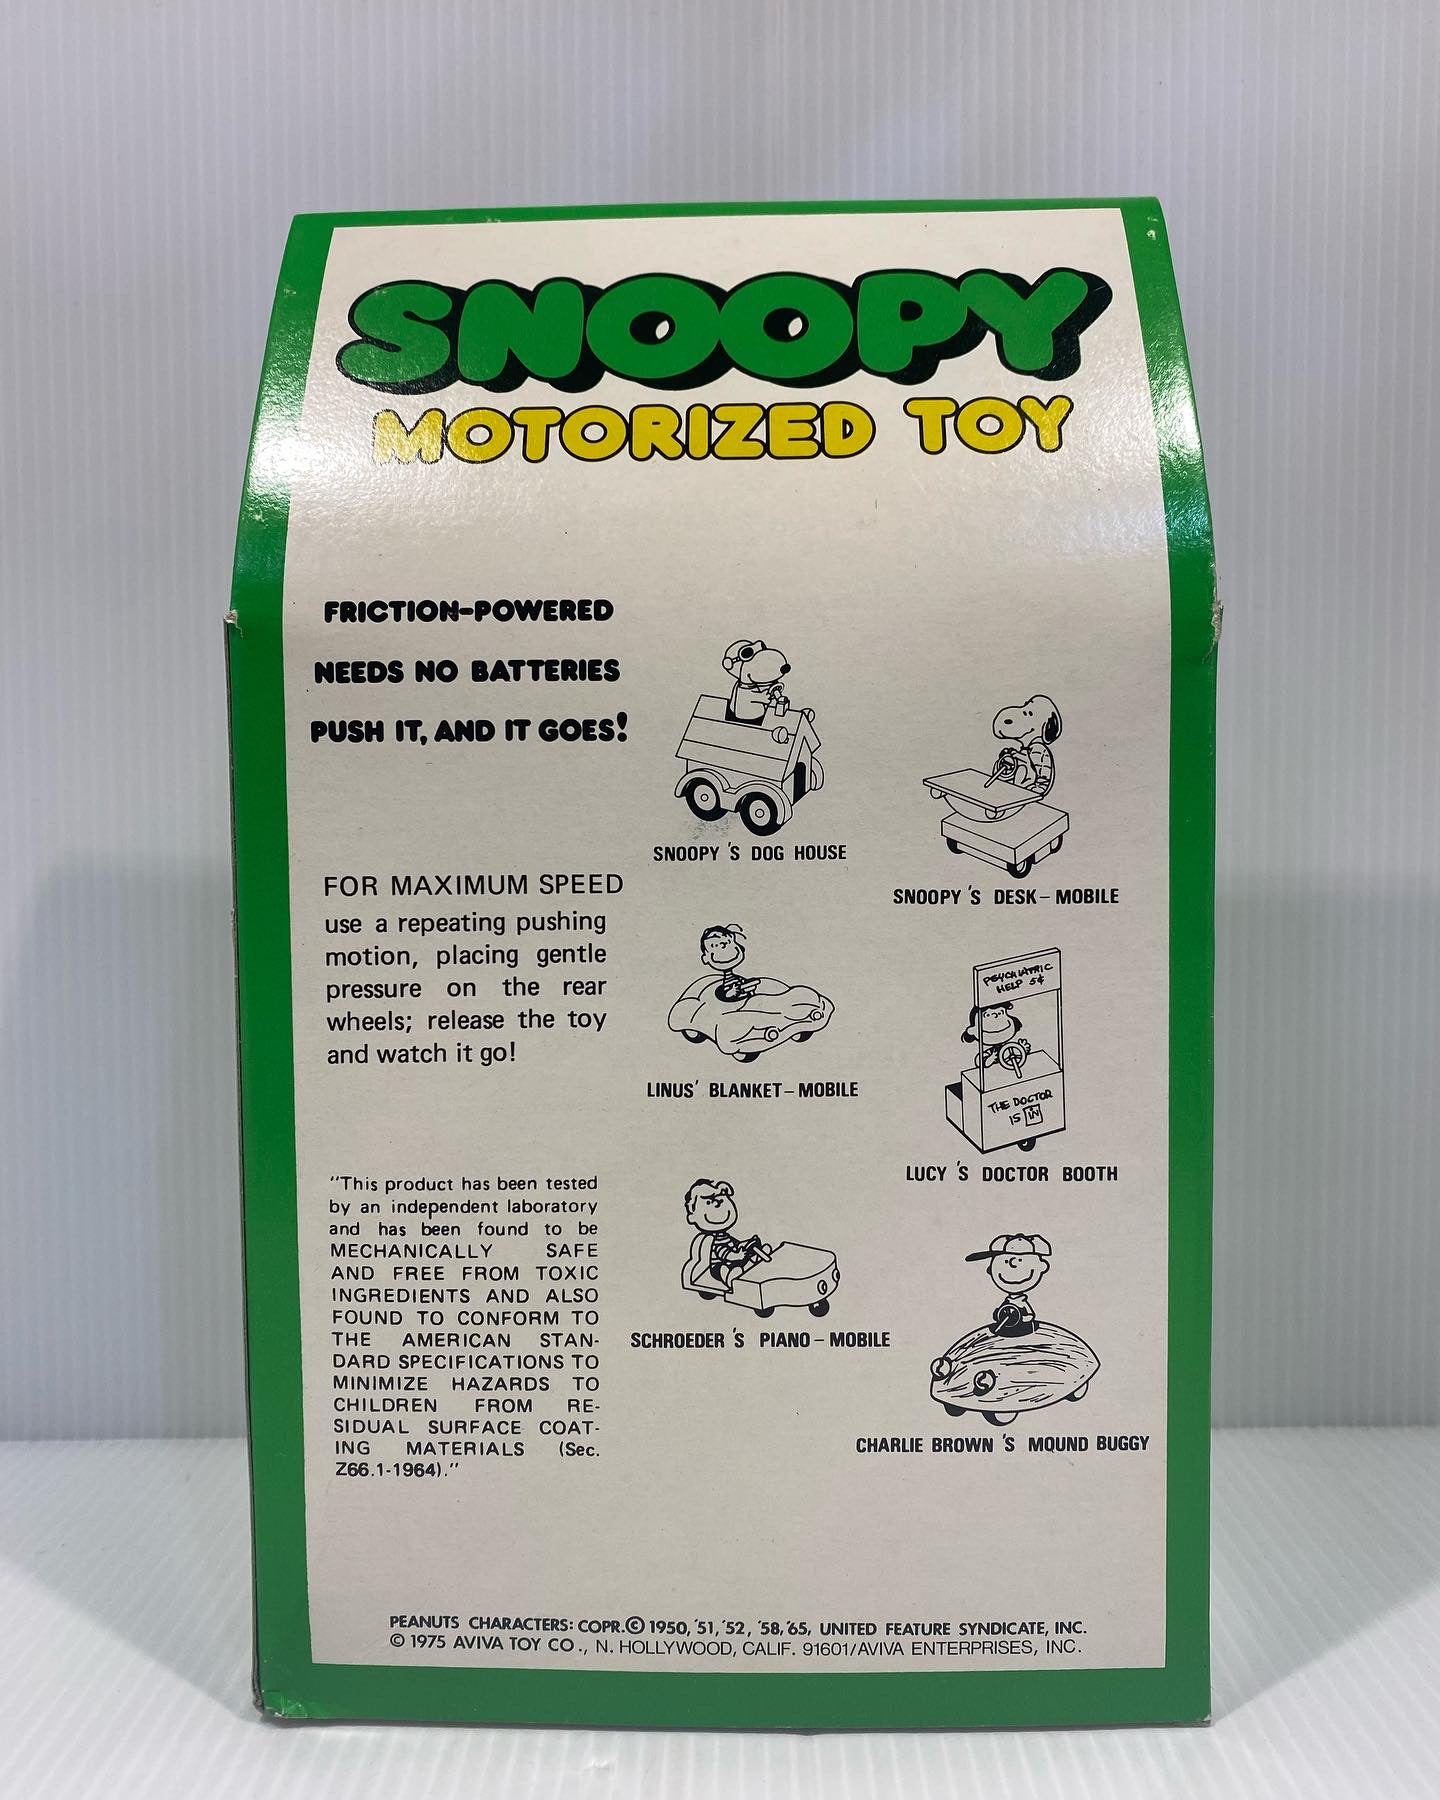 SNOOPY
MOTORIZED TOY
FRICTION-POWERED
NEEDS NO BATTERIES
PUSH IT, AND IT GOES!
FOR MAXIMUM SPEED
use a repeating pushing
motion, placing gentle
pressure on the rear
wheels; release the toy
and watch it go!
"This product has been tested
by an independent laboratory
and has been found to be
MECHANICALLY SAFE
AND FREE FROM TOXIC
INGREDIENTS AND ALSO
FOUND TO CONFORM TO
THE AMERICAN STAN-
DARD SPECIFICATIONS TO
MINIMIZE HAZARDS TO
CHILDREN FROM RE-
SIDUAL SURFACE COAT-
ING MATERIALS (Sec.
Z66.1-1964)."
SNOOPY 'S DOG HOUSE
SNOOPY 'S DESK-MOBILE
LINUS' BLANKET-MOBILE
PSYCHIATRIC
HELP 5¢
THE DOCTOR
IS IN
LUCY 'S DOCTOR BOOTH
SCHROEDER 'S PIANO-MOBILE
CHARLIE BROWN 'S MOUND BUGGY
PEANUTS CHARACTERS: COPR.© 1950, '51, '52, '58, '65, UNITED FEATURE SYNDICATE, INC.
© 1975 AVIVA TOY CO., N. HOLLYWOOD, CALIF. 91601/AVIVA ENTERPRISES, INC.